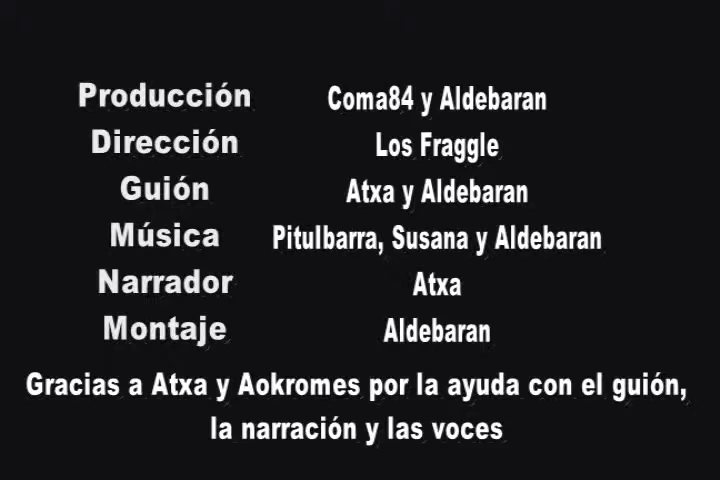 Producción Coma84 y Aldebaran
Dirección Los Fraggle
Guión Atxa y Aldebaran
Música Pitulbarra, Susana y Aldebaran
Narrador Atxa
Montaje Aldebaran
Gracias a Atxa y Aokromes por la ayuda con el guión,
la narración y las voces